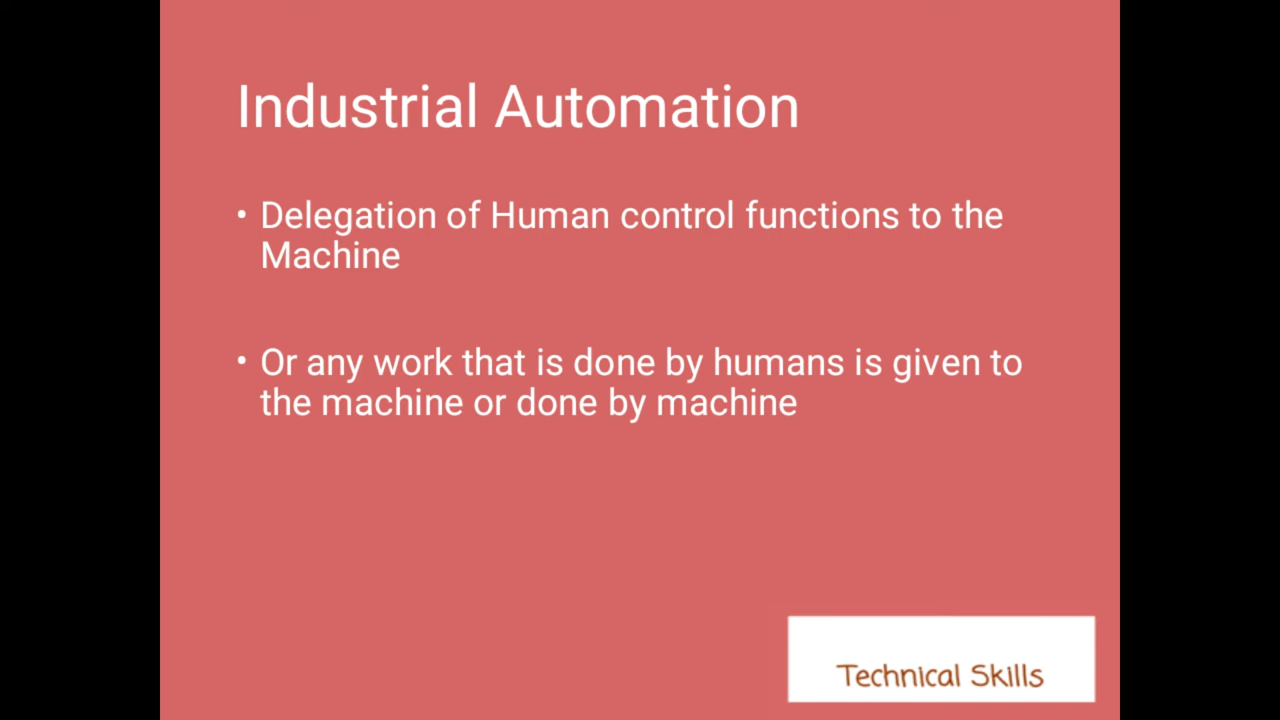 Industrial Automation
• Delegation of Human control functions to the
Machine
• Or any work that is done by humans is given to
the machine or done by machine
Technical Skills